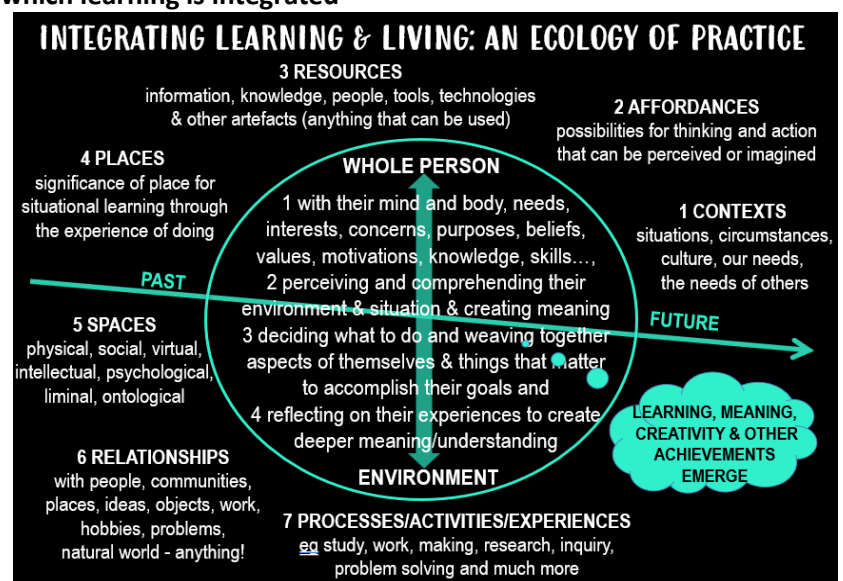 which learning is integrated
INTEGRATING LEARNING & LIVING: AN ECOLOGY OF PRACTICE
3 RESOURCES
information, knowledge, people, tools, technologies
& other artefacts (anything that can be used)
2 AFFORDANCES
possibilities for thinking and action
that can be perceived or imagined
4 PLACES
significance of place for
situational learning through
the experience of doing
WHOLE PERSON
1 with their mind and body, needs,
interests, concerns, purposes, beliefs,
values, motivations, knowledge, skills…,
2 perceiving and comprehending their
environment & situation & creating meaning
3 deciding what to do and weaving together
aspects of themselves & things that matter
to accomplish their goals and
4 reflecting on their experiences to create
deeper meaning/understanding
ENVIRONMENT
1 CONTEXTS
situations, circumstances,
culture, our needs,
the needs of others
PAST
FUTURE
5 SPACES
physical, social, virtual,
intellectual, psychological,
liminal, ontological
LEARNING, MEANING,
CREATIVITY & OTHER
ACHIEVEMENTS
EMERGE
6 RELATIONSHIPS
with people, communities,
places, ideas, objects, work,
hobbies, problems,
natural world - anything!
7 PROCESSES/ACTIVITIES/EXPERIENCES
eg study, work, making, research, inquiry,
problem solving and much more